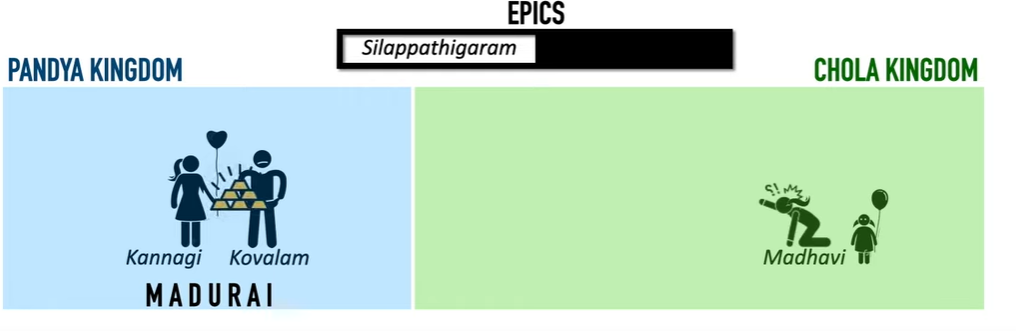 EPICS
Silappathigaram
PANDYA KINGDOM
CHOLA KINGDOM
Kannagi Kovalam
MADURAI
Madhavi